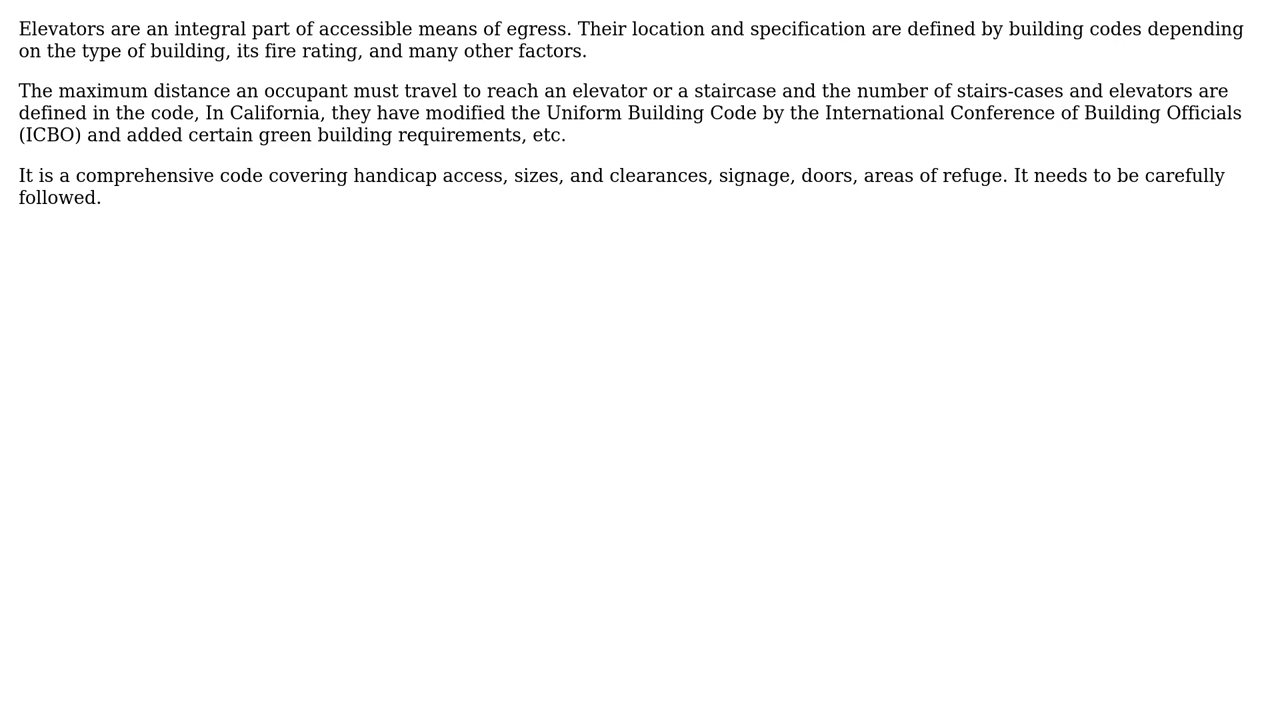 Elevators are an integral part of accessible means of egress. Their location and specification are defined by building codes depending
on the type of building, its fire rating, and many other factors.
The maximum distance an occupant must travel to reach an elevator or a staircase and the number of stairs-cases and elevators are
defined in the code, In California, they have modified the Uniform Building Code by the International Conference of Building Officials
(ICBO) and added certain green building requirements, etc.
It is a comprehensive code covering handicap access, sizes, and clearances, signage, doors, areas of refuge. It needs to be carefully
followed.